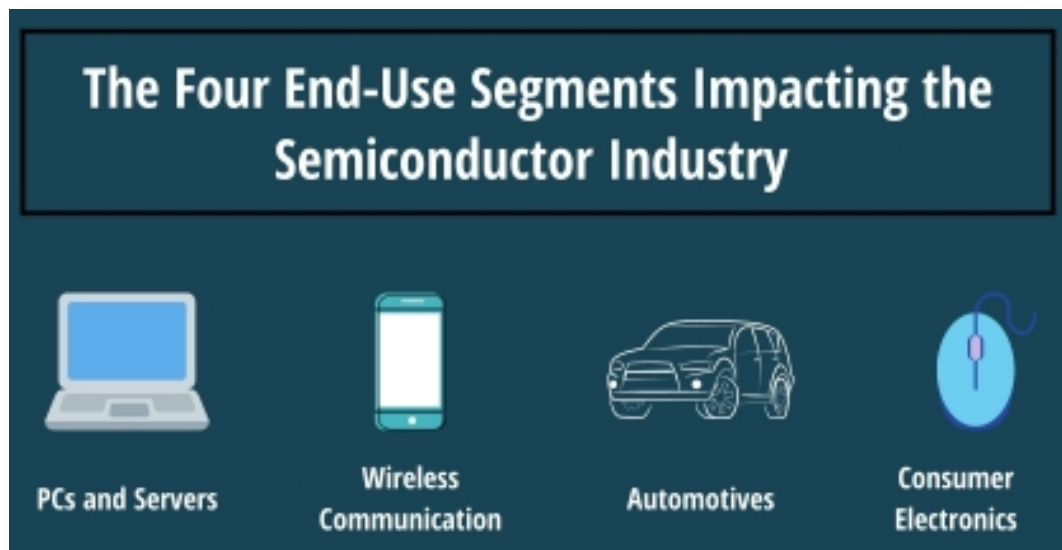 The Four End-Use Segments Impacting the
Semiconductor Industry
PCs and Servers
Wireless
Communication
Automotives
Consumer
Electronics